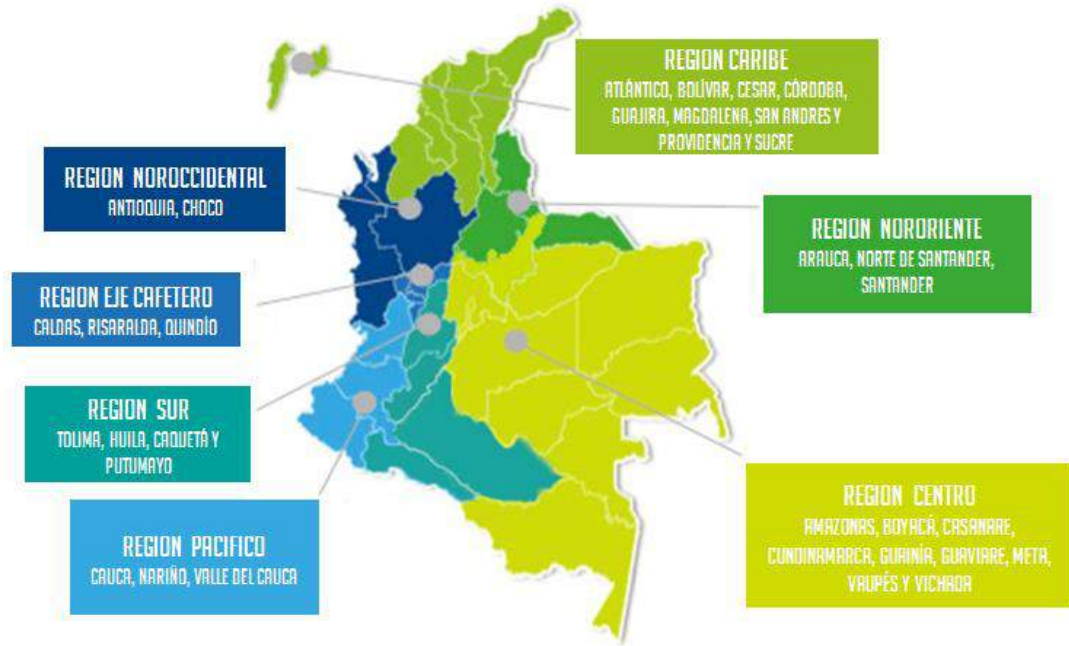 REGION CARIBE
ATLÁNTICO, BOLÍVAR, CESAR, CÓRDOBA,
GUAJIRA, MAGDALENA, SAN ANDRES Y
PROVIDENCIA Y SUCRE
REGION NOROCCIDENTAL
ANTIOQUIA, CHOCO
REGION NORORIENTE
ARAUCA, NORTE DE SANTANDER,
SANTANDER
REGION EJE CAFETERO
CALDAS, RISARALDA, QUINDÍO
REGION SUR
TOLIMA, HUILA, CAQUETÁ Y
PUTUMAYO
REGION CENTRO
AMAZONAS, BOYACÁ, CASANARE,
CUNDINAMARCA, GUAINÍA, GUAVIARE, META,
VAUPÉS Y VICHADA
REGION PACIFICO
CAUCA, NARIÑO, VALLE DEL CAUCA